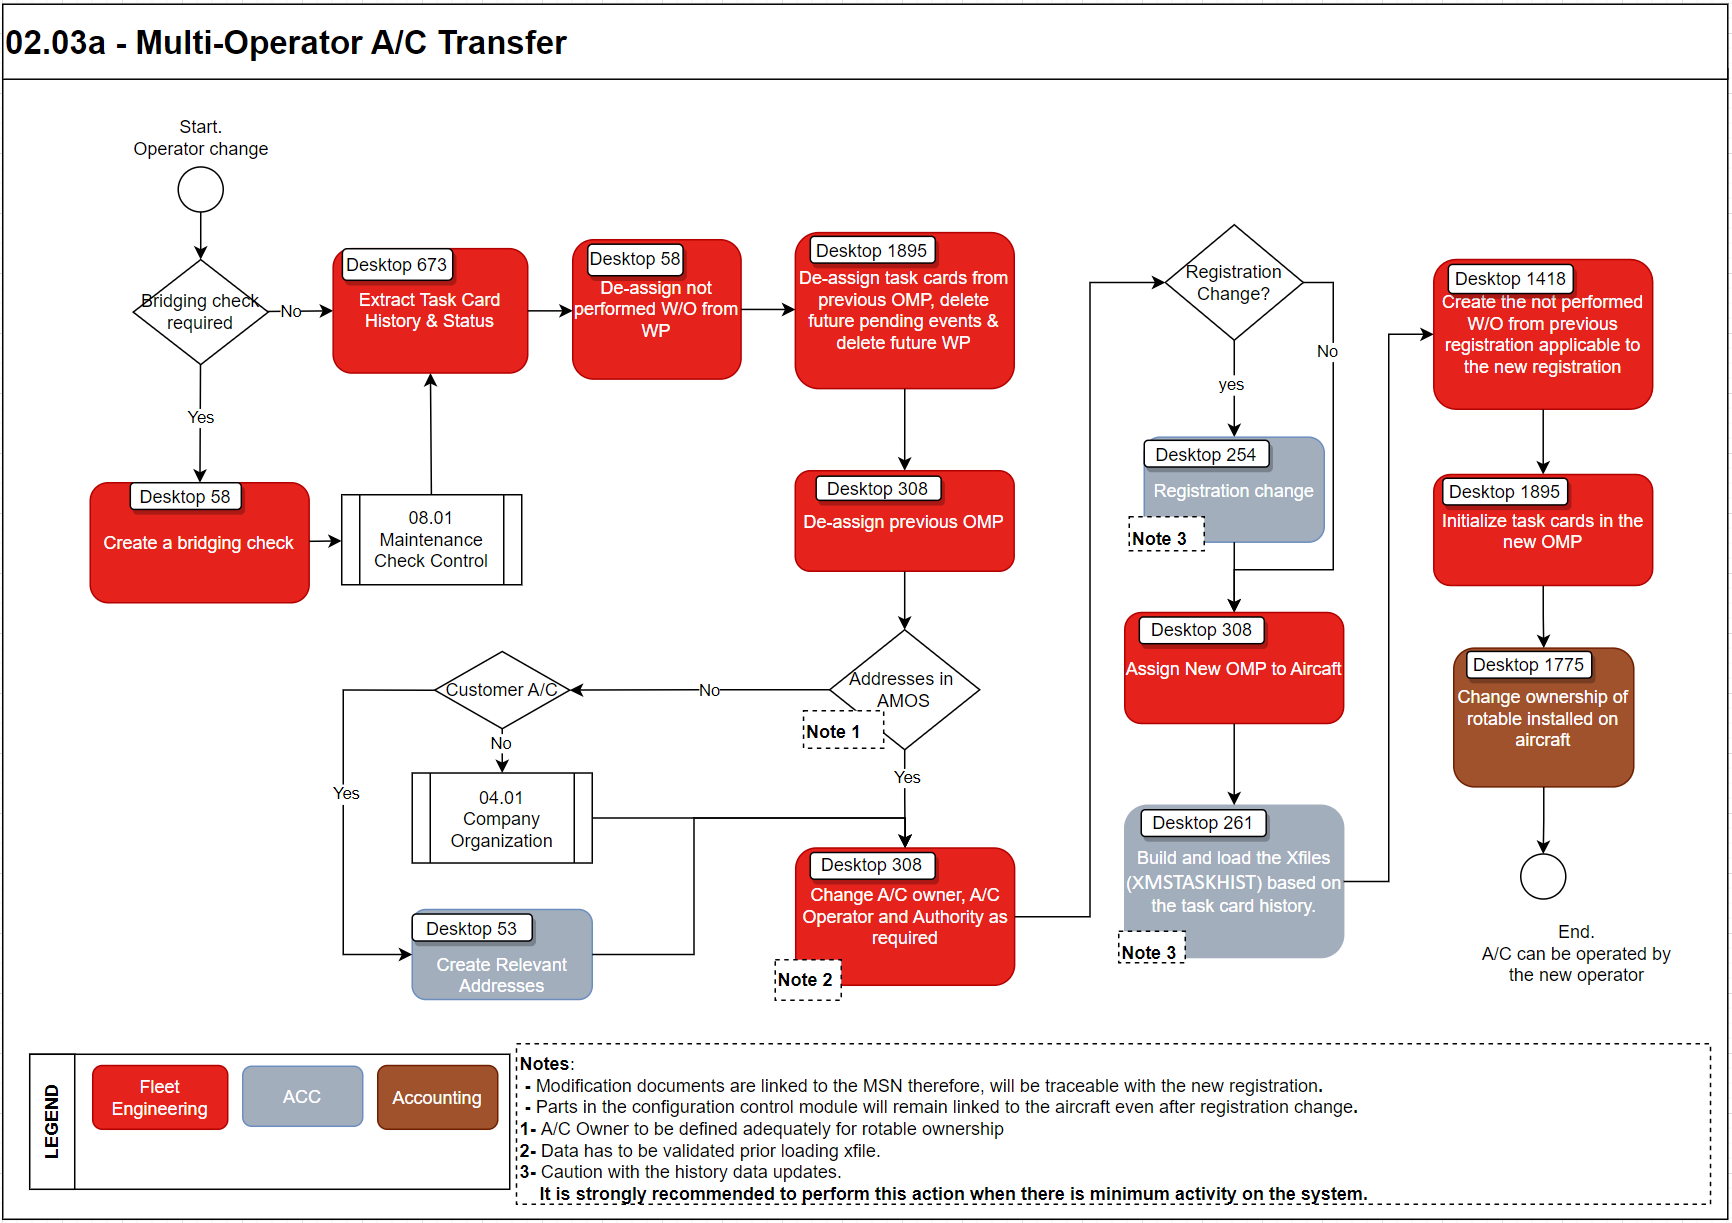 02.03a - Multi-Operator A/C Transfer
Start.
Operator change
Bridging check
required
No
Yes
Desktop 673
Extract Task Card
History & Status
Desktop 58
De-assign not
performed W/O from
WP
Desktop 1895
De-assign task cards from
previous OMP, delete
future pending events &
delete future WP
Desktop 58
Create a bridging check
08.01
Maintenance
Check Control
Desktop 308
De-assign previous OMP
Addresses in
AMOS
Note 1
No
Yes
Customer A/C
No
Yes
04.01
Company
Organization
Desktop 53
Create Relevant
Addresses
Desktop 308
Change A/C owner, A/C
Operator and Authority as
required
Note 2
Registration
Change?
No
yes
Desktop 254
Registration change
Note 3
Desktop 308
Assign New OMP to Aircaft
Desktop 261
Build and load the Xfiles
(XMSTASKHIST) based on
the task card history.
Note 3
Desktop 1418
Create the not performed
W/O from previous
registration applicable to
the new registration
Desktop 1895
Initialize task cards in the
new OMP
Desktop 1775
Change ownership of
rotable installed on
aircraft
End.
A/C can be operated by
the new operator
LEGEND
Fleet
Engineering
ACC
Accounting
Notes:
- Modification documents are linked to the MSN therefore, will be traceable with the new registration.
- Parts in the configuration control module will remain linked to the aircraft even after registration change.
1- A/C Owner to be defined adequately for rotable ownership
2- Data has to be validated prior loading xfile.
3- Caution with the history data updates.
It is strongly recommended to perform this action when there is minimum activity on the system.